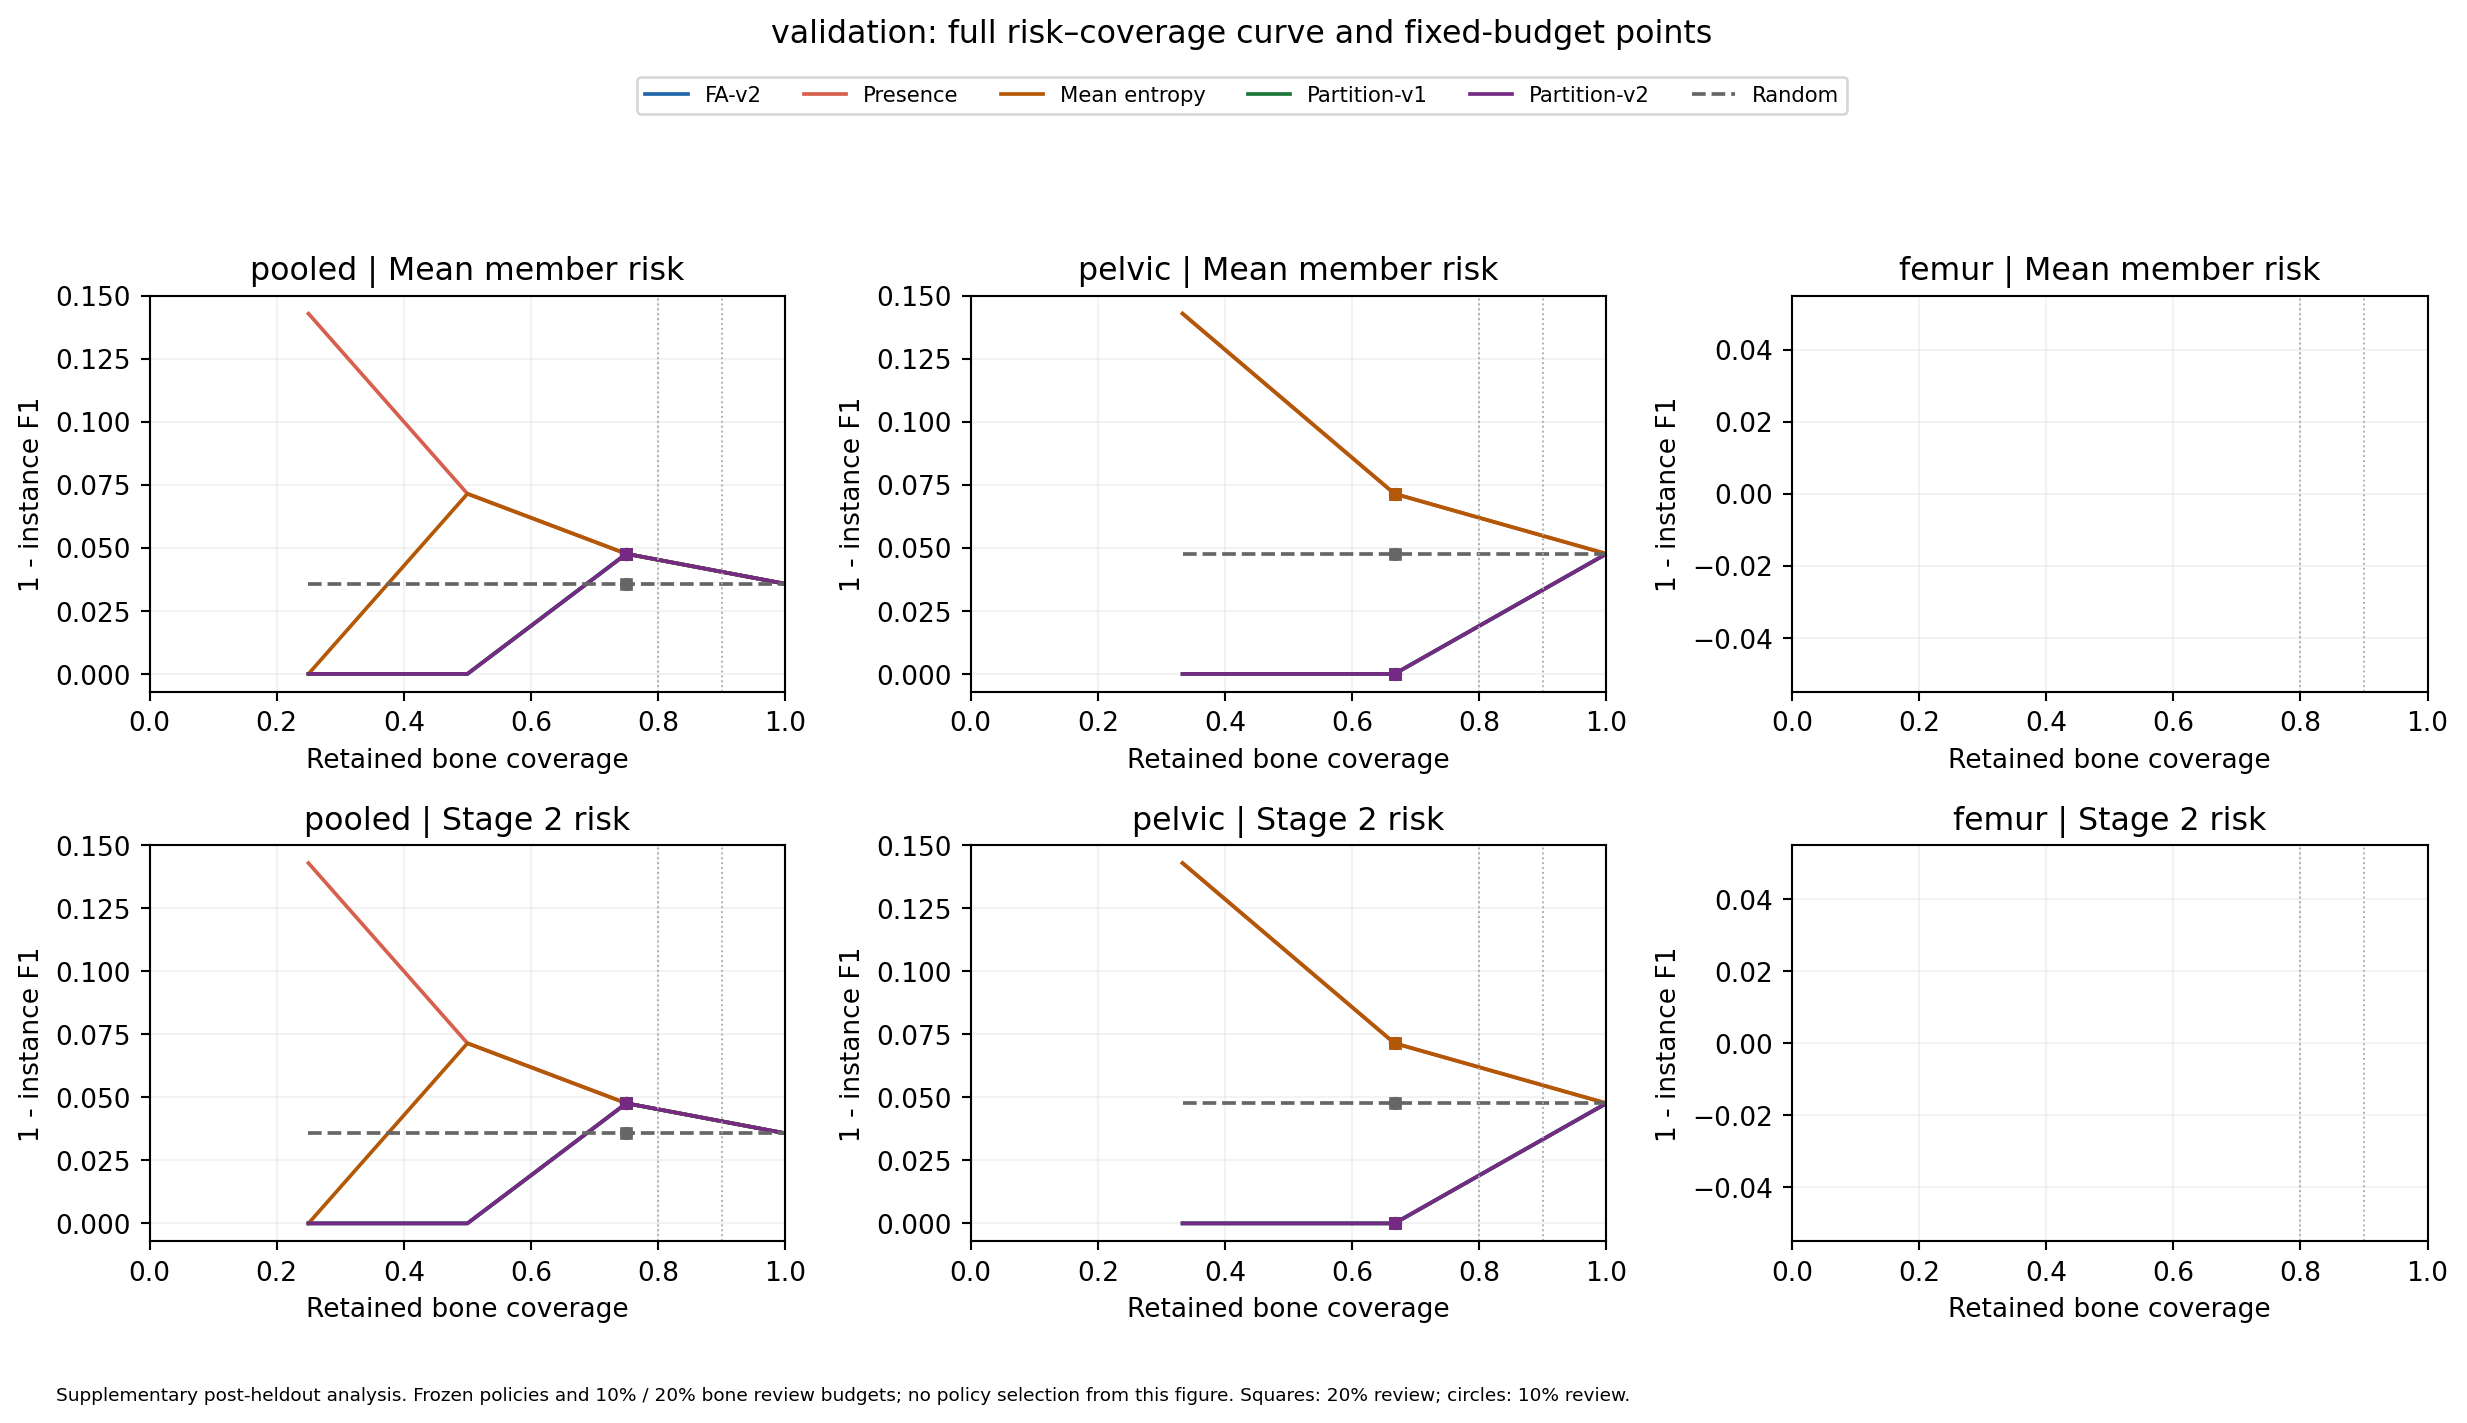 validation: full risk–coverage curve and fixed-budget points
FA-v2 Presence Mean entropy Partition-v1 Partition-v2 Random
pooled | Mean member risk
1 - instance F1
0.150
0.125
0.100
0.075
0.050
0.025
0.000
0.0 0.2 0.4 0.6 0.8 1.0
Retained bone coverage
pelvic | Mean member risk
1 - instance F1
0.150
0.125
0.100
0.075
0.050
0.025
0.000
0.0 0.2 0.4 0.6 0.8 1.0
Retained bone coverage
femur | Mean member risk
1 - instance F1
0.04
0.02
0.00
−0.02
−0.04
0.0 0.2 0.4 0.6 0.8 1.0
Retained bone coverage
pooled | Stage 2 risk
1 - instance F1
0.150
0.125
0.100
0.075
0.050
0.025
0.000
0.0 0.2 0.4 0.6 0.8 1.0
Retained bone coverage
pelvic | Stage 2 risk
1 - instance F1
0.150
0.125
0.100
0.075
0.050
0.025
0.000
0.0 0.2 0.4 0.6 0.8 1.0
Retained bone coverage
femur | Stage 2 risk
1 - instance F1
0.04
0.02
0.00
−0.02
−0.04
0.0 0.2 0.4 0.6 0.8 1.0
Retained bone coverage
Supplementary post-heldout analysis. Frozen policies and 10% / 20% bone review budgets; no policy selection from this figure. Squares: 20% review; circles: 10% review.